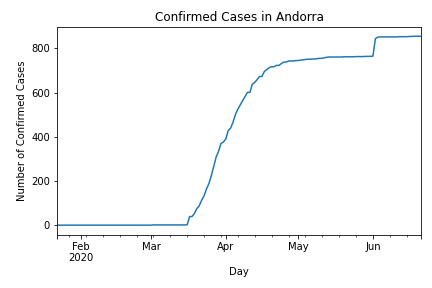 Confirmed Cases in Andorra
800
600
400
200
0
Number of Confirmed Cases
Feb
2020
Mar
Apr
May
Jun
Day